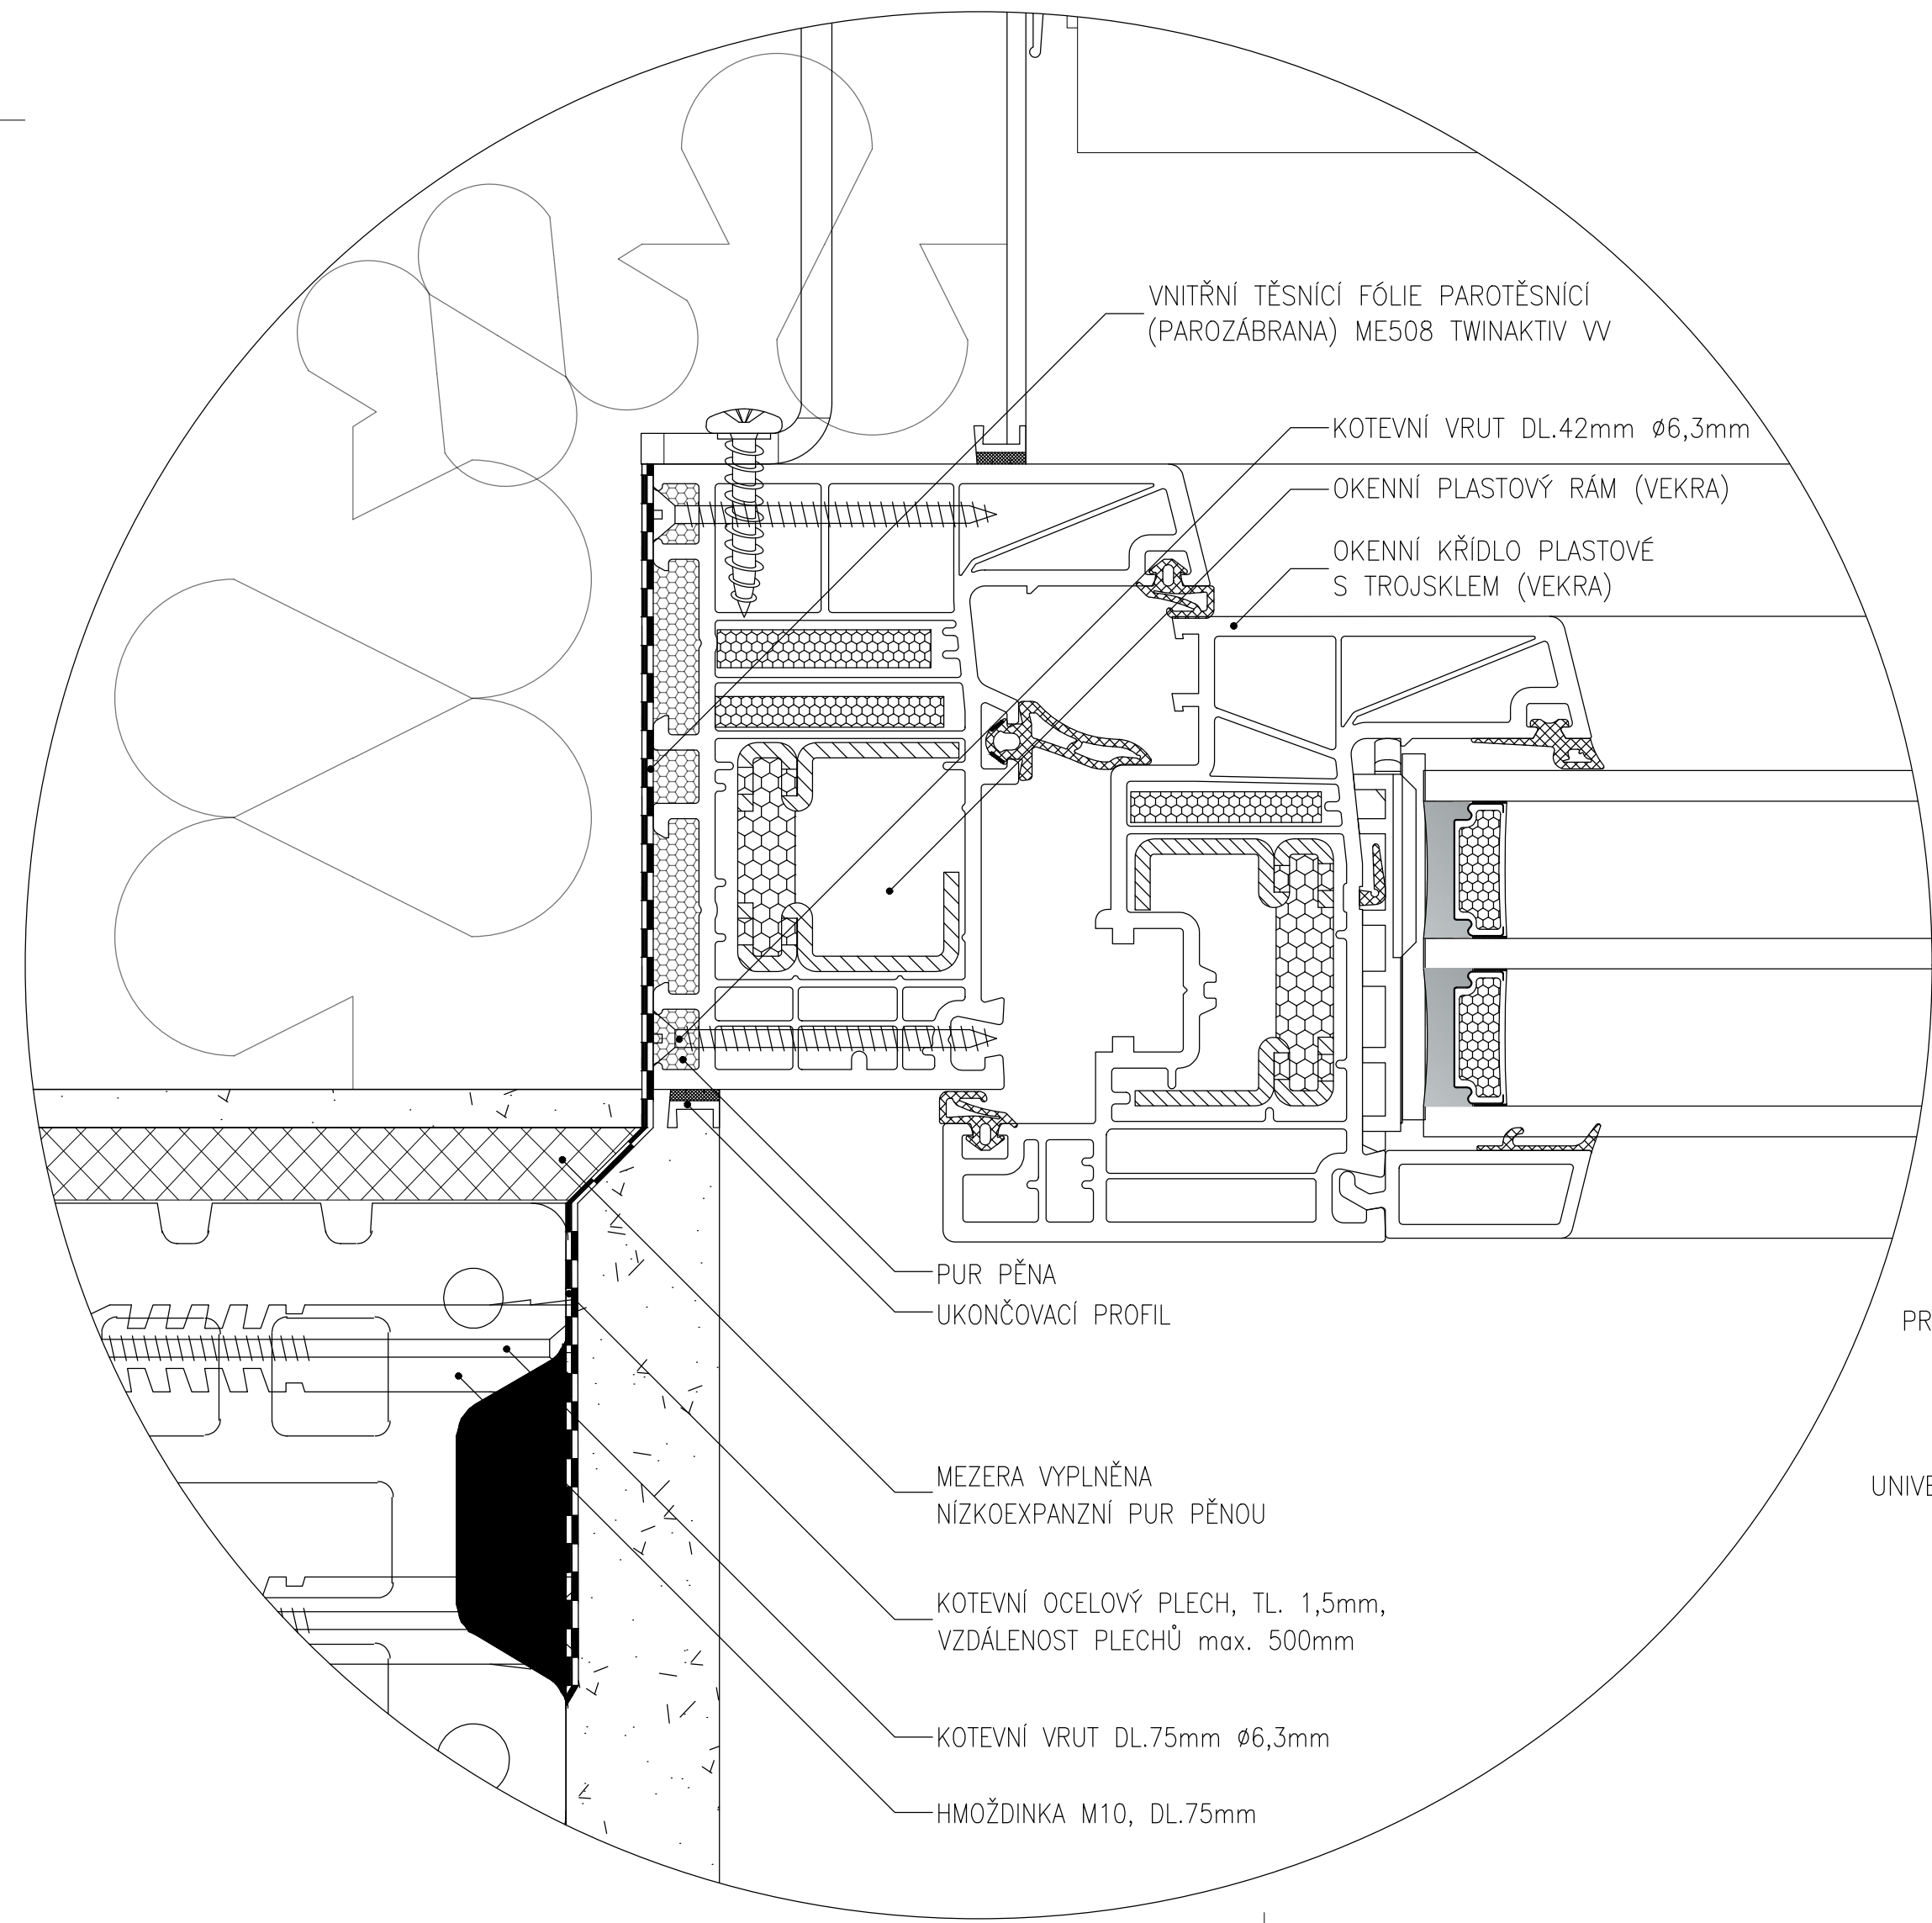 VNITŘNÍ TĚSNÍCÍ FÓLIE PAROTĚSNÍCÍ
(PAROZÁBRANA) ME508 TWINAKTIV VV
KOTEVNÍ VRUT DL.42mm ø6,3mm
OKENNÍ PLASTOVÝ RÁM (VEKRA)
OKENNÍ KŘÍDLO PLASTOVÉ
S TROJSKLEM (VEKRA)
PUR PĚNA
UKONČOVACÍ PROFIL
PR
MEZERA VYPLNĚNA
NÍZKOEXPANZNÍ PUR PĚNOU
UNIVE
KOTEVNÍ OCELOVÝ PLECH, TL. 1,5mm,
VZDÁLENOST PLECHŮ max. 500mm
KOTEVNÍ VRUT DL.75mm ø6,3mm
HMOŽDINKA M10, DL.75mm